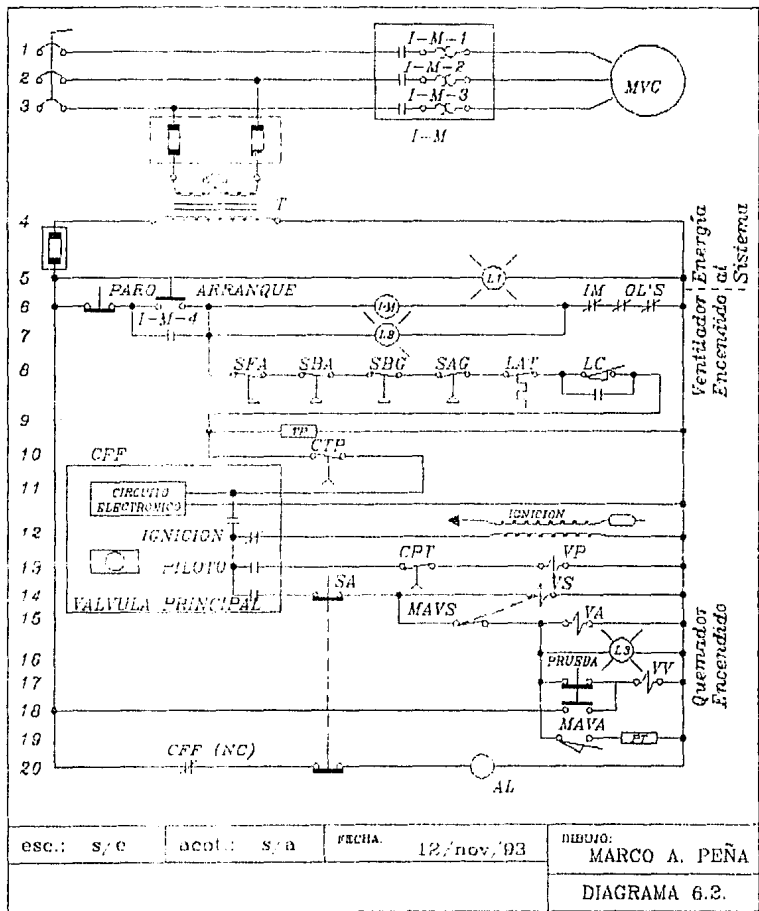 I-M-1
1
I-M-2
2
MVC
I-M-3
3
I-M
T
4
5
L1
PARO ARRANQUE
IM OL'S
6
I-M
I-M-4
7
8
SFA SBA SBG SAG LAT LC
9
TP
CTP
10
CFF
11
CIRCUITO
ELECTRONICO
IGNICION
12
IGNICION
13
PILOTO
CPT
VP
14
SA
VS
VALVULA PRINCIPAL
MAVS
VA
15
16
L3
PRUEBA
17
VV
18
19
MAVA
PT
CFF (NC)
20
AL
Energía
al
Sistema
Ventilador
Encendido
Quemador
Encendido
esc.: s/e
acot.: s/a
FECHA.
12/nov/93
DIBUJO:
MARCO A. PEÑA
DIAGRAMA 6.2.